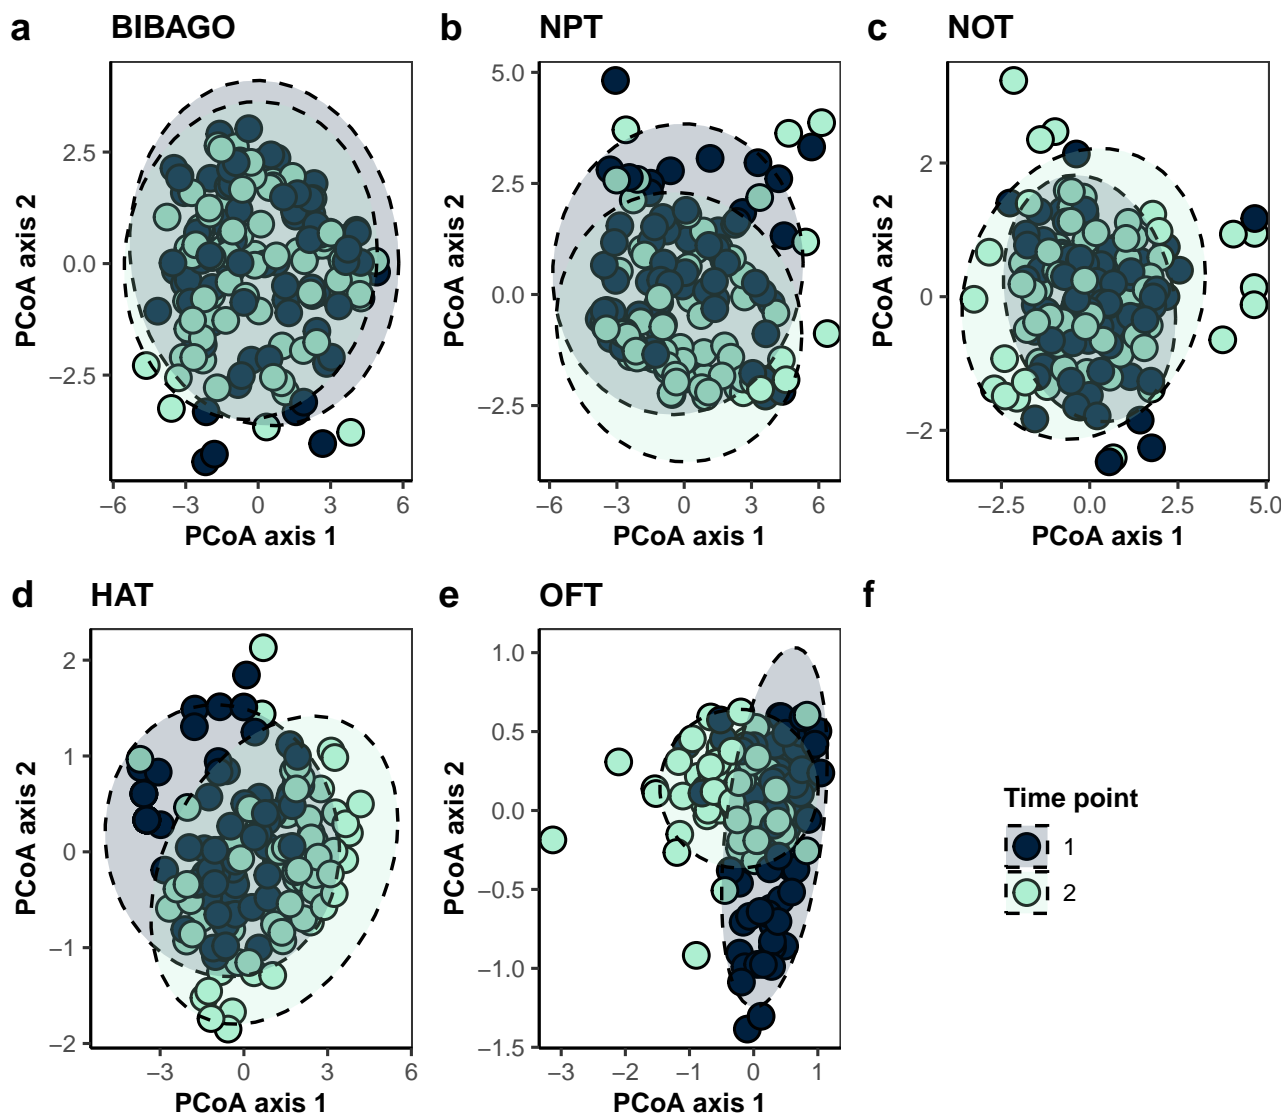 a BIBAGO
b NPT
c NOT
PCoA axis 2
2.5
0.0
−2.5
−6 −3 0 3 6
PCoA axis 1
PCoA axis 2
5.0
2.5
0.0
−2.5
−6 −3 0 3 6
PCoA axis 1
PCoA axis 2
2
0
−2
−2.5 0.0 2.5 5.0
PCoA axis 1
d HAT
e OFT
f
PCoA axis 2
2
1
0
−1
−2
−3 0 3 6
PCoA axis 1
PCoA axis 2
1.0
0.5
0.0
−0.5
−1.0
−1.5
−3 −2 −1 0 1
PCoA axis 1
Time point
1
2